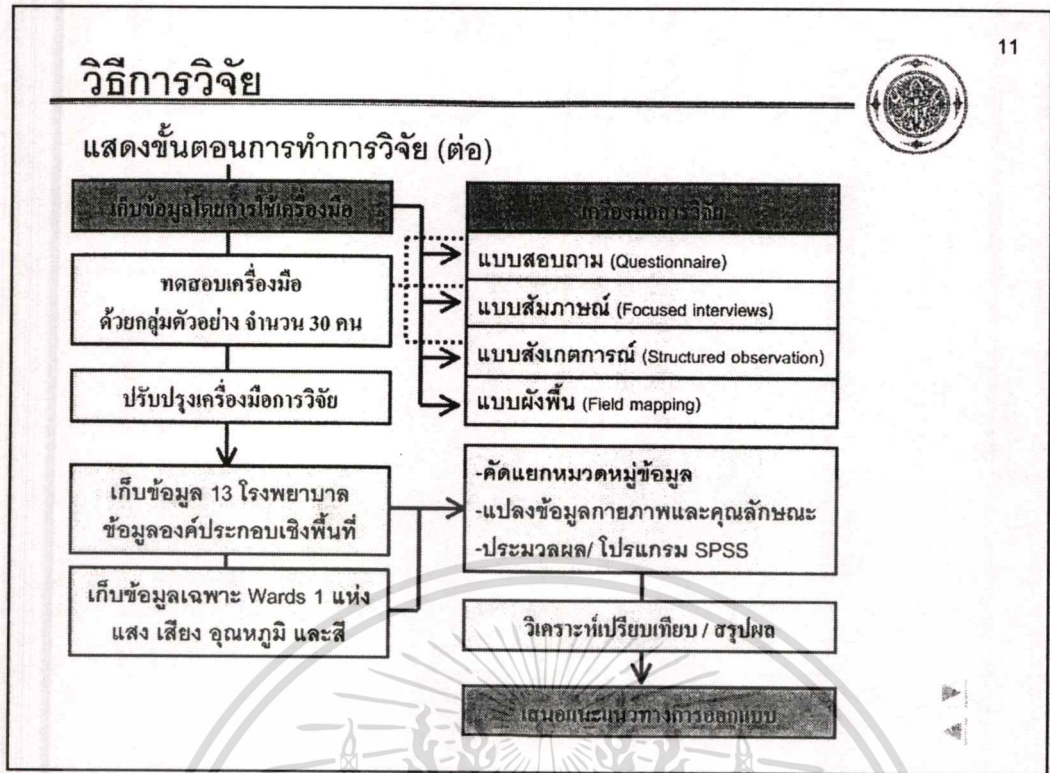 11
วิธีการวิจัย
แสดงขั้นตอนการทำการวิจัย (ต่อ)
เก็บข้อมูลโดยการใช้เครื่องมือ
ทดสอบเครื่องมือ
ด้วยกลุ่มตัวอย่าง จำนวน 30 คน
ปรับปรุงเครื่องมือการวิจัย
เก็บข้อมูล 13 โรงพยาบาล
ข้อมูลองค์ประกอบเชิงพื้นที่
เก็บข้อมูลเฉพาะ Wards 1 แห่ง
แสง เสียง อุณหภูมิ และสี
เครื่องมือการวิจัย
แบบสอบถาม (Questionnaire)
แบบสัมภาษณ์ (Focused interviews)
แบบสังเกตการณ์ (Structured observation)
แบบผังพื้น (Field mapping)
-คัดแยกหมวดหมู่ข้อมูล
-แปลงข้อมูลกายภาพและคุณลักษณะ
-ประมวลผล/ โปรแกรม SPSS
วิเคราะห์เปรียบเทียบ / สรุปผล
เสนอแนะแนวทางการออกแบบ